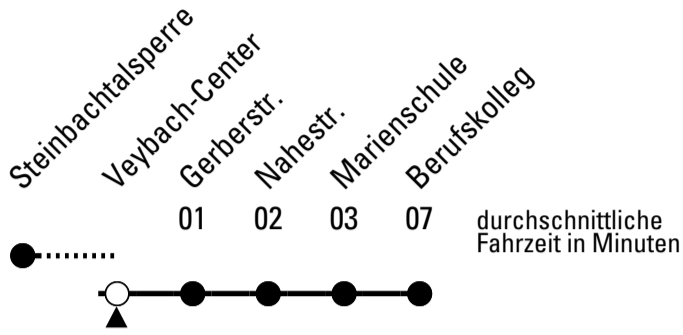 Steinbachtalsperre
Veybach-Center
Gerberstr.
Nahestr.
Marienschule
Berufskolleg
01 02 03 07
durchschnittliche
Fahrzeit in Minuten